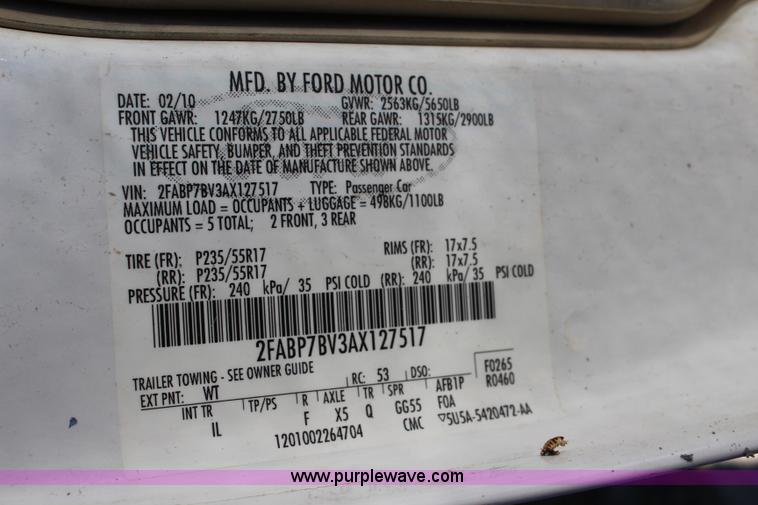 MFD. BY FORD MOTOR CO.
DATE: 02/10 GVWR: 2563KG/5650LB
FRONT GAWR: 1247KG/2750LB REAR GAWR: 1315KG/2900LB
THIS VEHICLE CONFORMS TO ALL APPLICABLE FEDERAL MOTOR
VEHICLE SAFETY, BUMPER, AND THEFT PREVENTION STANDARDS
IN EFFECT ON THE DATE OF MANUFACTURE SHOWN ABOVE.
VIN: 2FABP7BV3AX127517 TYPE: Passenger Car
MAXIMUM LOAD = OCCUPANTS + LUGGAGE = 498KG/1100LB
OCCUPANTS = 5 TOTAL; 2 FRONT, 3 REAR
TIRE (FR): P235/55R17 RIMS (FR): 17x7.5
(RR): P235/55R17 (RR): 17x7.5
PRESSURE (FR): 240 kPa/ 35 PSI COLD (RR): 240 kPa/ 35 PSI COLD
2FABP7BV3AX127517
TRAILER TOWING - SEE OWNER GUIDE
EXT PNT: WT RC: 53 DSO: F0265
INT TR TP/PS R AXLE TR SPR AFB1P R0460
IL F X5 Q GG55 FOA
1201002264704 CMC ▽5U5A-5420472-AA
www.purplewave.com